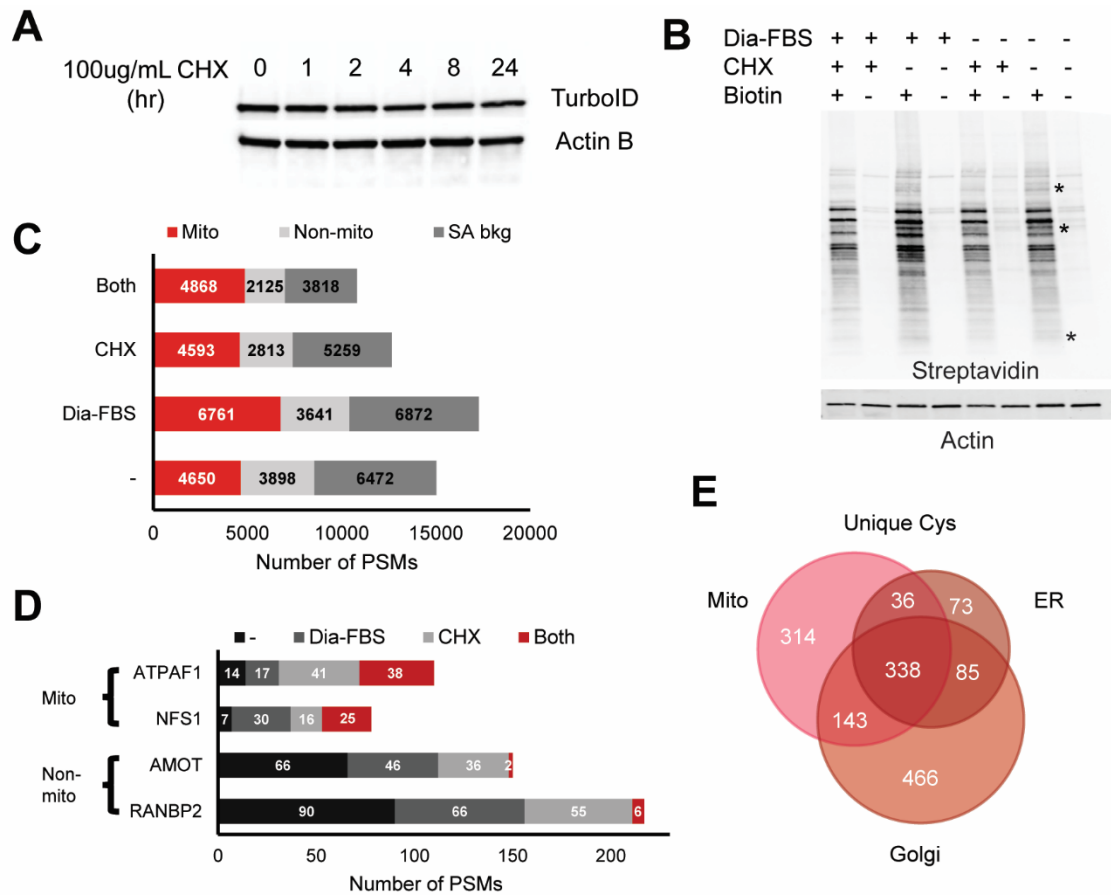 A
100ug/mL CHX 0 1 2 4 8 24
(hr)
TurboID
Actin B
B
Dia-FBS + + + + - - - -
CHX + + - - + + - -
Biotin + - + - + - + -
*
*
*
Streptavidin
Actin
C
Mito Non-mito SA bkg
Both 4868 2125 3818
CHX 4593 2813 5259
Dia-FBS 6761 3641 6872
- 4650 3898 6472
0 5000 10000 15000 20000
Number of PSMs
D
- Dia-FBS CHX Both
Mito
ATPAF1 14 17 41 38
NFS1 7 30 16 25
Non-
mito
AMOT 66 46 36 2
RANBP2 90 66 55 6
0 50 100 150 200
Number of PSMs
E
Unique Cys
Mito ER
314 36 73
338 85
143
466
Golgi